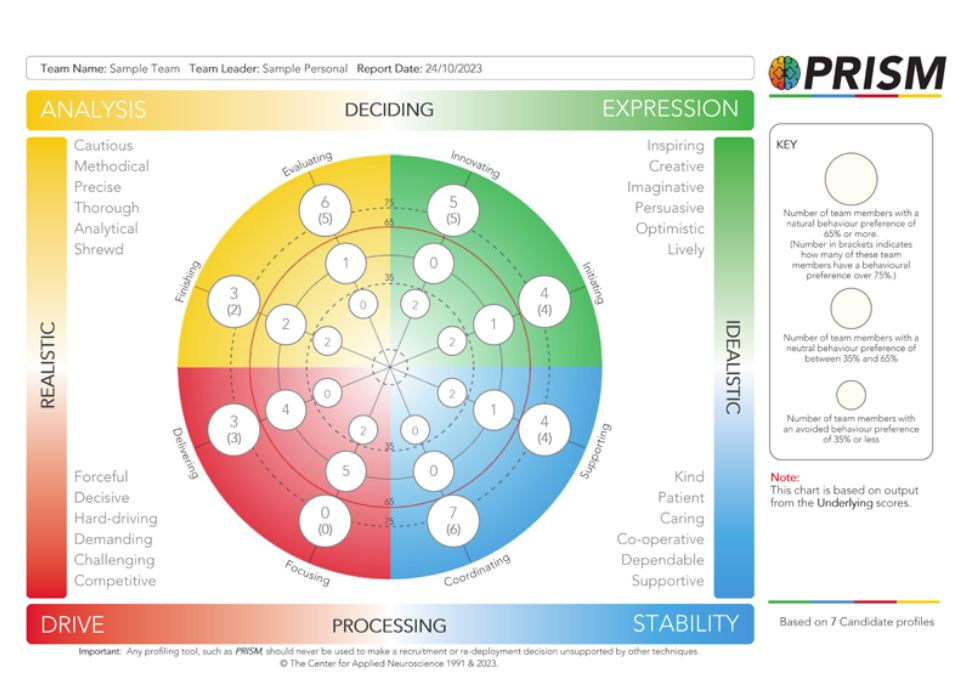 Team Name: Sample Team Team Leader: Sample Personal Report Date: 24/10/2023
PRISM
ANALYSIS
DECIDING
EXPRESSION
Cautious
Methodical
Precise
Thorough
Analytical
Shrewd
Inspiring
Creative
Imaginative
Persuasive
Optimistic
Lively
REALISTIC
IDEALISTIC
Evaluating
Innovating
Finishing
Initiating
Delivering
Supporting
Focusing
Coordinating
6
(5)
5
(5)
75
65
1
0
35
3
(2)
4
(4)
0
2
2
1
2
2
0
2
4
1
3
(3)
4
(4)
2
0
35
5
0
65
0
(0)
7
(6)
75
Forceful
Decisive
Hard-driving
Demanding
Challenging
Competitive
Kind
Patient
Caring
Co-operative
Dependable
Supportive
DRIVE
PROCESSING
STABILITY
KEY
Number of team members with a
natural behaviour preference of
65% or more.
(Number in brackets indicates
how many of these team
members have a behavioural
preference over 75%.)
Number of team members with a
neutral behaviour preference of
between 35% and 65%
Number of team members with
an avoided behaviour preference
of 35% or less
Note:
This chart is based on output
from the Underlying scores.
Based on 7 Candidate profiles
Important: Any profiling tool, such as PRISM, should never be used to make a recruitment or re-deployment decision unsupported by other techniques.
© The Center for Applied Neuroscience 1991 & 2023.